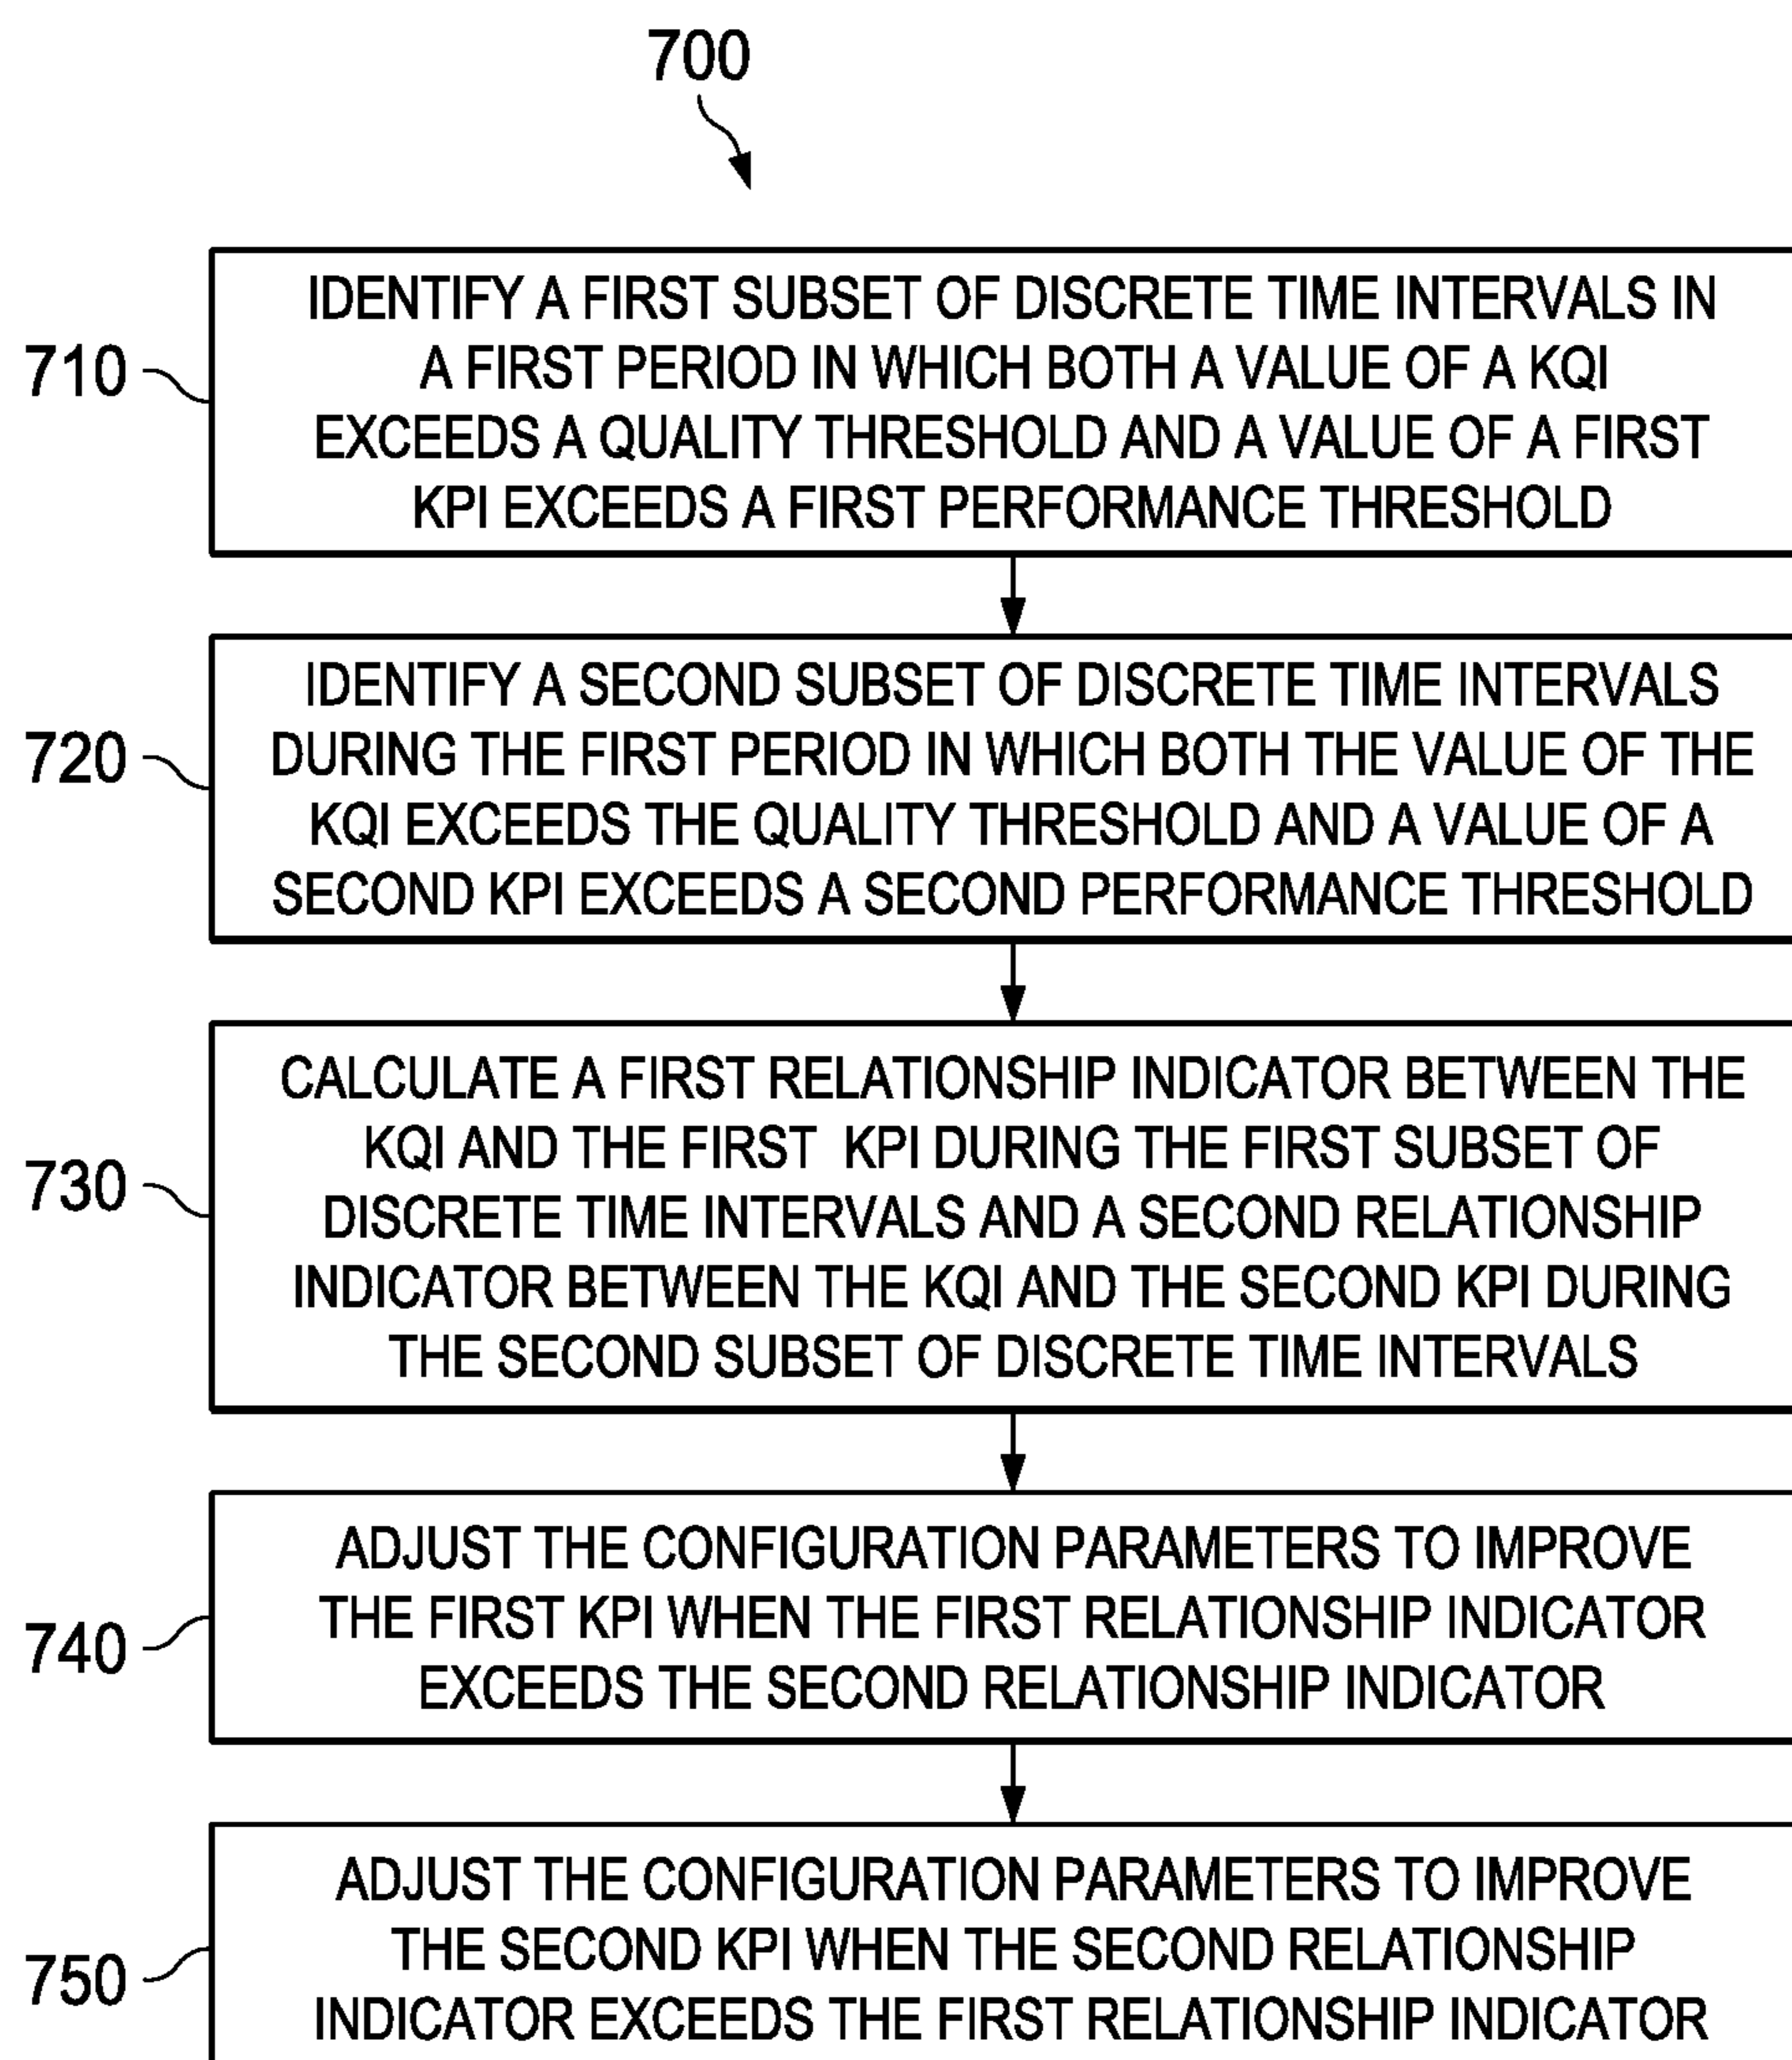 700
710
IDENTIFY A FIRST SUBSET OF DISCRETE TIME INTERVALS IN
A FIRST PERIOD IN WHICH BOTH A VALUE OF A KQI
EXCEEDS A QUALITY THRESHOLD AND A VALUE OF A FIRST
KPI EXCEEDS A FIRST PERFORMANCE THRESHOLD
720
IDENTIFY A SECOND SUBSET OF DISCRETE TIME INTERVALS
DURING THE FIRST PERIOD IN WHICH BOTH THE VALUE OF THE
KQI EXCEEDS THE QUALITY THRESHOLD AND A VALUE OF A
SECOND KPI EXCEEDS A SECOND PERFORMANCE THRESHOLD
730
CALCULATE A FIRST RELATIONSHIP INDICATOR BETWEEN THE
KQI AND THE FIRST KPI DURING THE FIRST SUBSET OF
DISCRETE TIME INTERVALS AND A SECOND RELATIONSHIP
INDICATOR BETWEEN THE KQI AND THE SECOND KPI DURING
THE SECOND SUBSET OF DISCRETE TIME INTERVALS
740
ADJUST THE CONFIGURATION PARAMETERS TO IMPROVE
THE FIRST KPI WHEN THE FIRST RELATIONSHIP INDICATOR
EXCEEDS THE SECOND RELATIONSHIP INDICATOR
750
ADJUST THE CONFIGURATION PARAMETERS TO IMPROVE
THE SECOND KPI WHEN THE SECOND RELATIONSHIP
INDICATOR EXCEEDS THE FIRST RELATIONSHIP INDICATOR